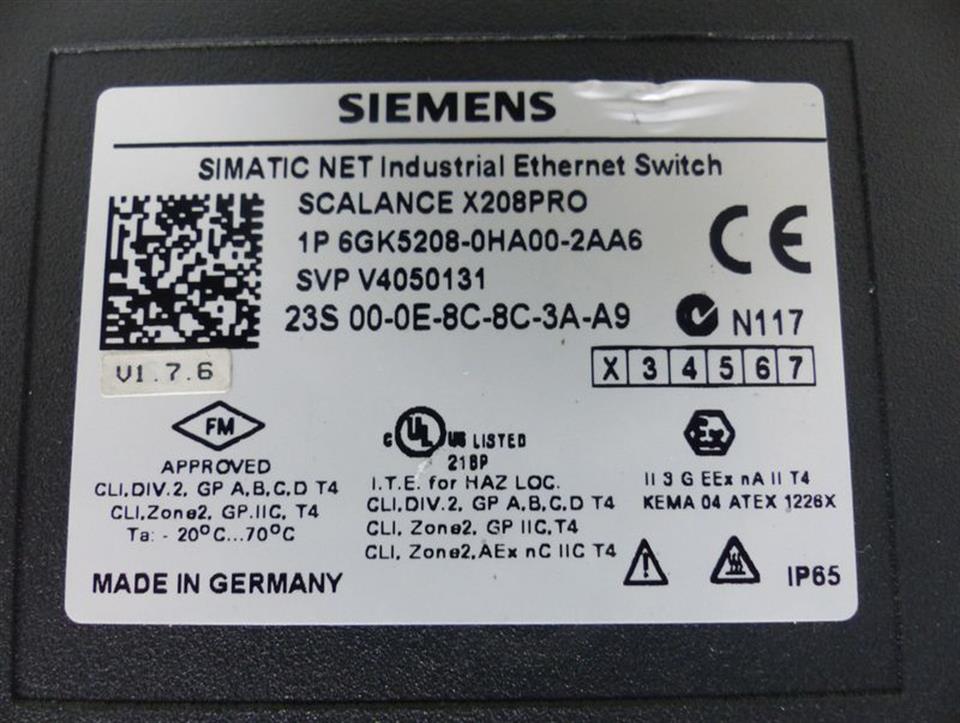 SIEMENS
SIMATIC NET Industrial Ethernet Switch
SCALANCE X208PRO
1P 6GK5208-0HA00-2AA6
SVP V4050131
23S 00-0E-8C-8C-3A-A9
N117
V1.7.6
X 3 4 5 6 7
FM
APPROVED
CLI,DIV.2, GP A,B,C,D T4
CLI,Zone2, GP.IIC, T4
Ta: - 20°C...70°C
C UL US LISTED
21BP
I.T.E. for HAZ LOC.
CLI,DIV.2, GP A,B,C,D T4
CLI, Zone2, GP IIC,T4
CLI, Zone2,AEx nC IIC T4
Ex
II 3 G EEx nA II T4
KEMA 04 ATEX 1226X
MADE IN GERMANY
IP65